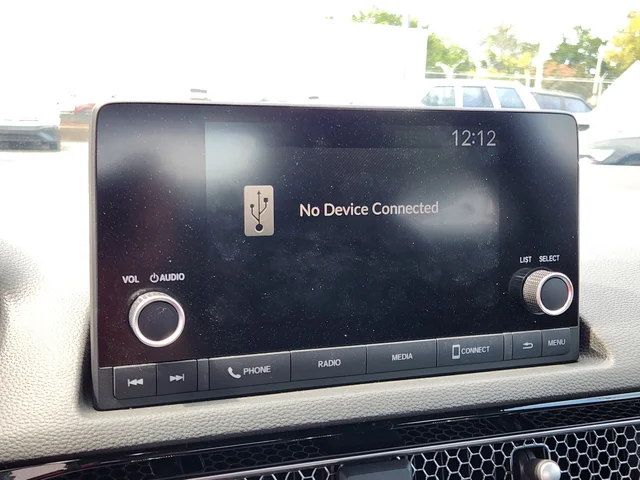 12:12
No Device Connected
VOL AUDIO
LIST SELECT
PHONE RADIO MEDIA CONNECT MENU